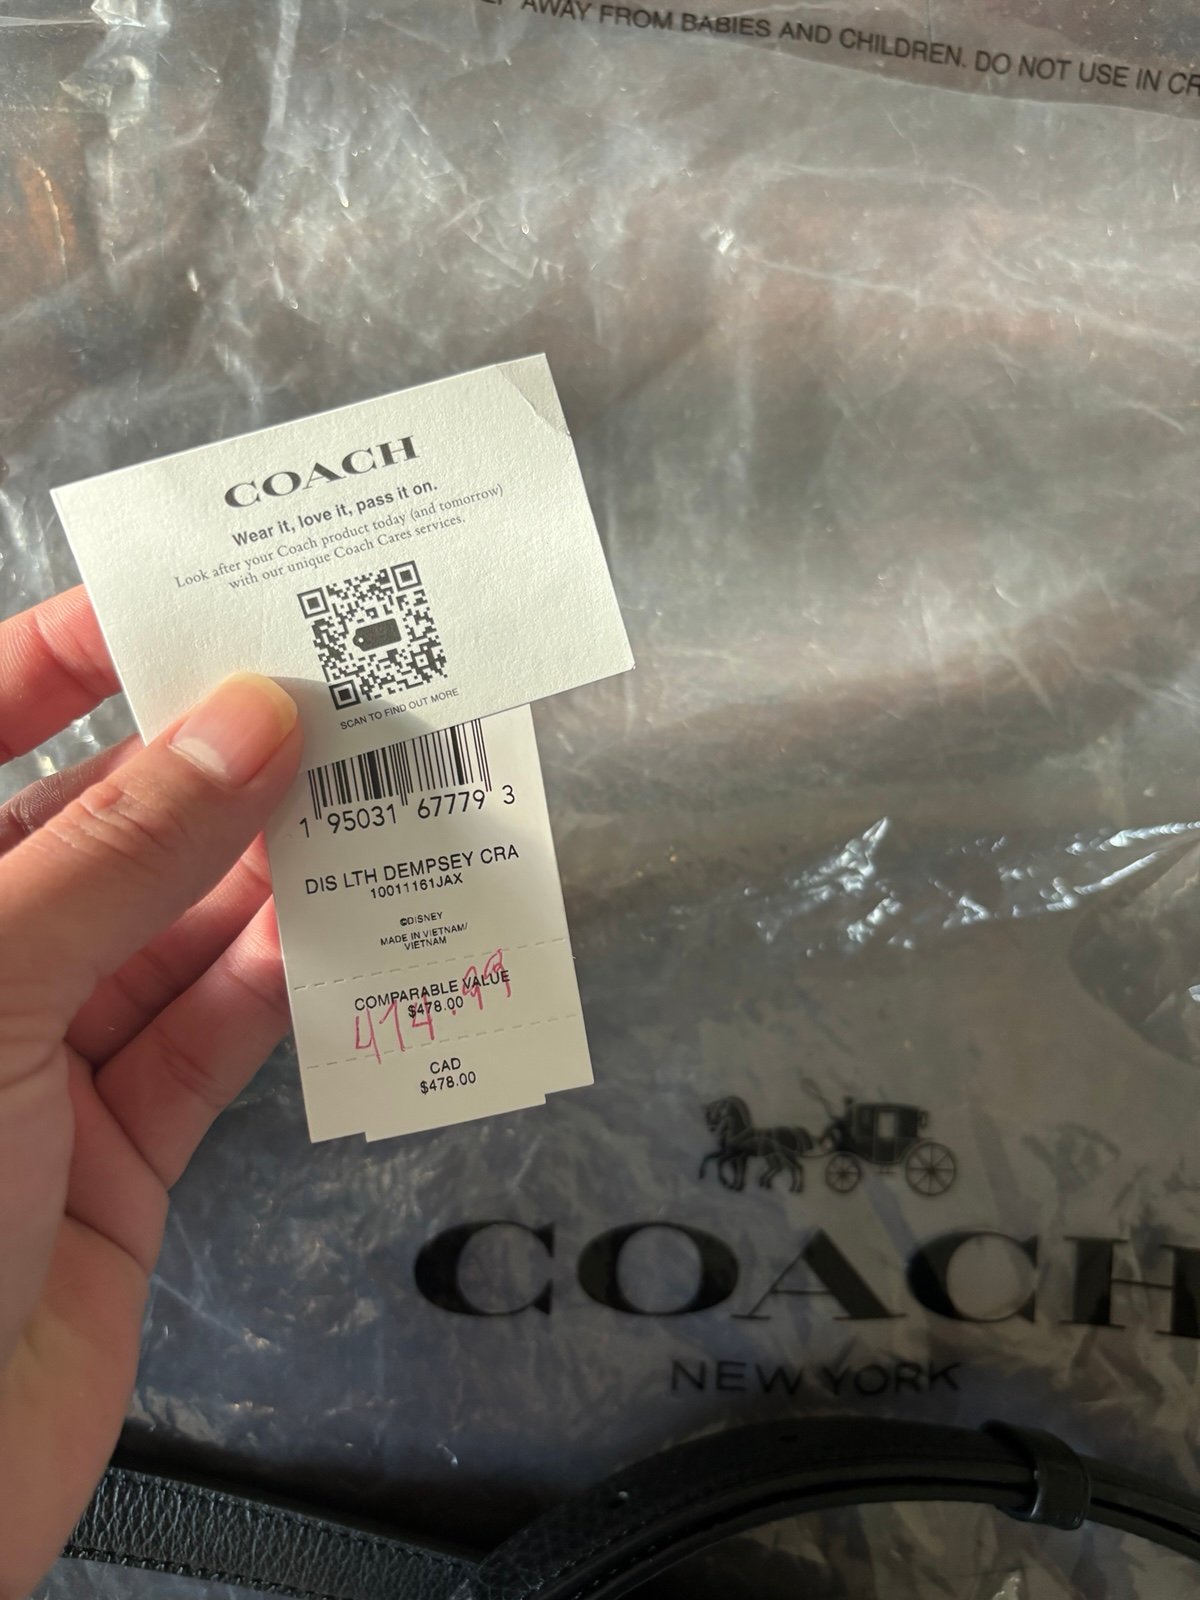 AWAY FROM BABIES AND CHILDREN. DO NOT USE IN
COACH
Wear it, love it, pass it on.
Look after your Coach product today (and tomorrow)
with our unique Coach Cares services.
SCAN TO FIND OUT MORE
1 95031 67779 3
DIS LTH DEMPSEY CRA
10011161JAX
©DISNEY
MADE IN VIETNAM/
VIETNAM
COMPARABLE VALUE
$478.00
414.99
CAD
$478.00
COACH
NEW YORK